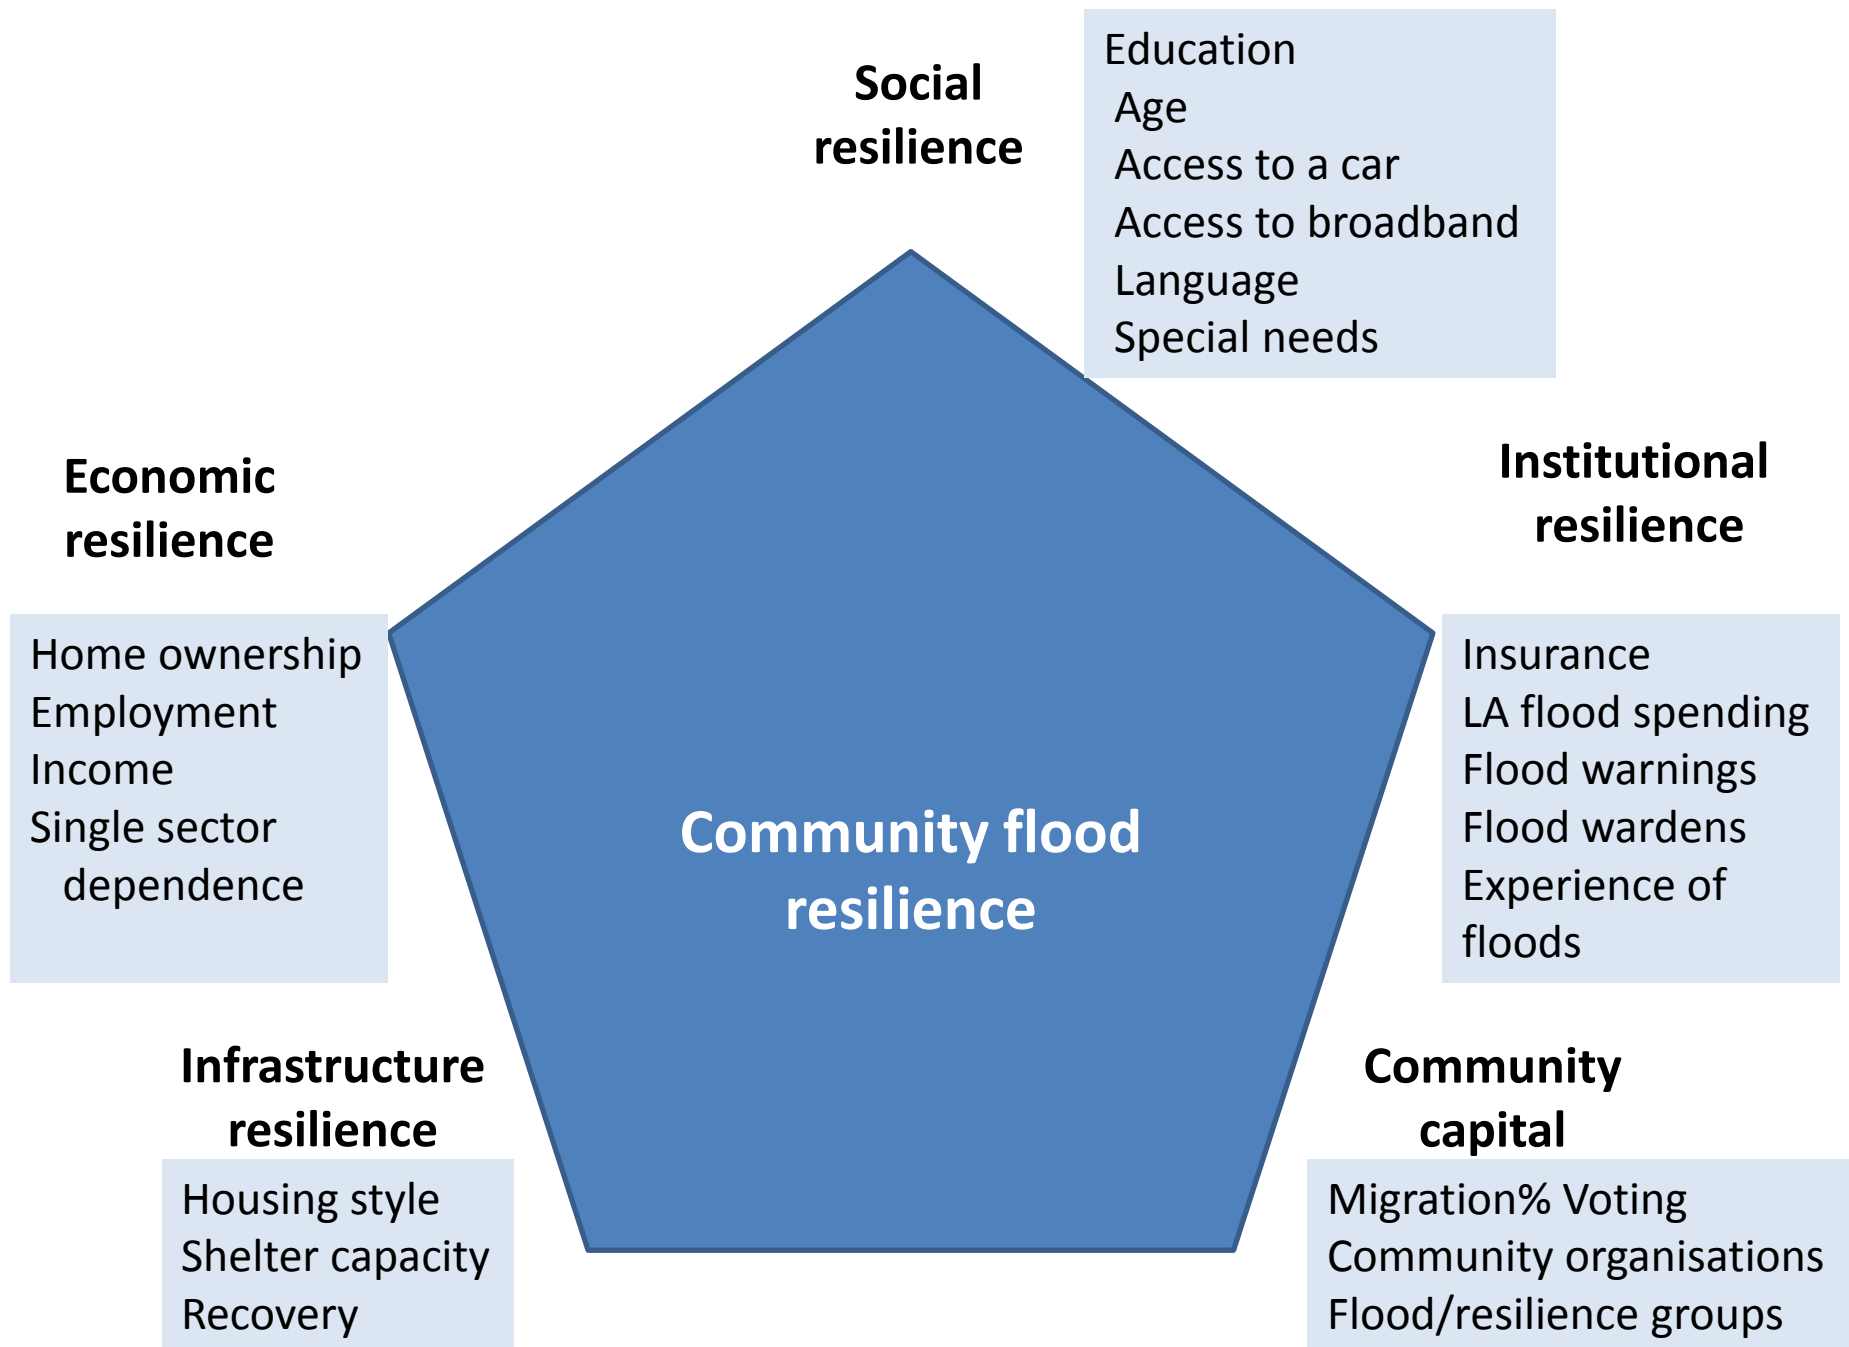 Social
resilience
Education
Age
Access to a car
Access to broadband
Language
Special needs
Economic
resilience
Home ownership
Employment
Income
Single sector
dependence
Institutional
resilience
Insurance
LA flood spending
Flood warnings
Flood wardens
Experience of
floods
Community flood
resilience
Infrastructure
resilience
Housing style
Shelter capacity
Recovery
Community
capital
Migration% Voting
Community organisations
Flood/resilience groups